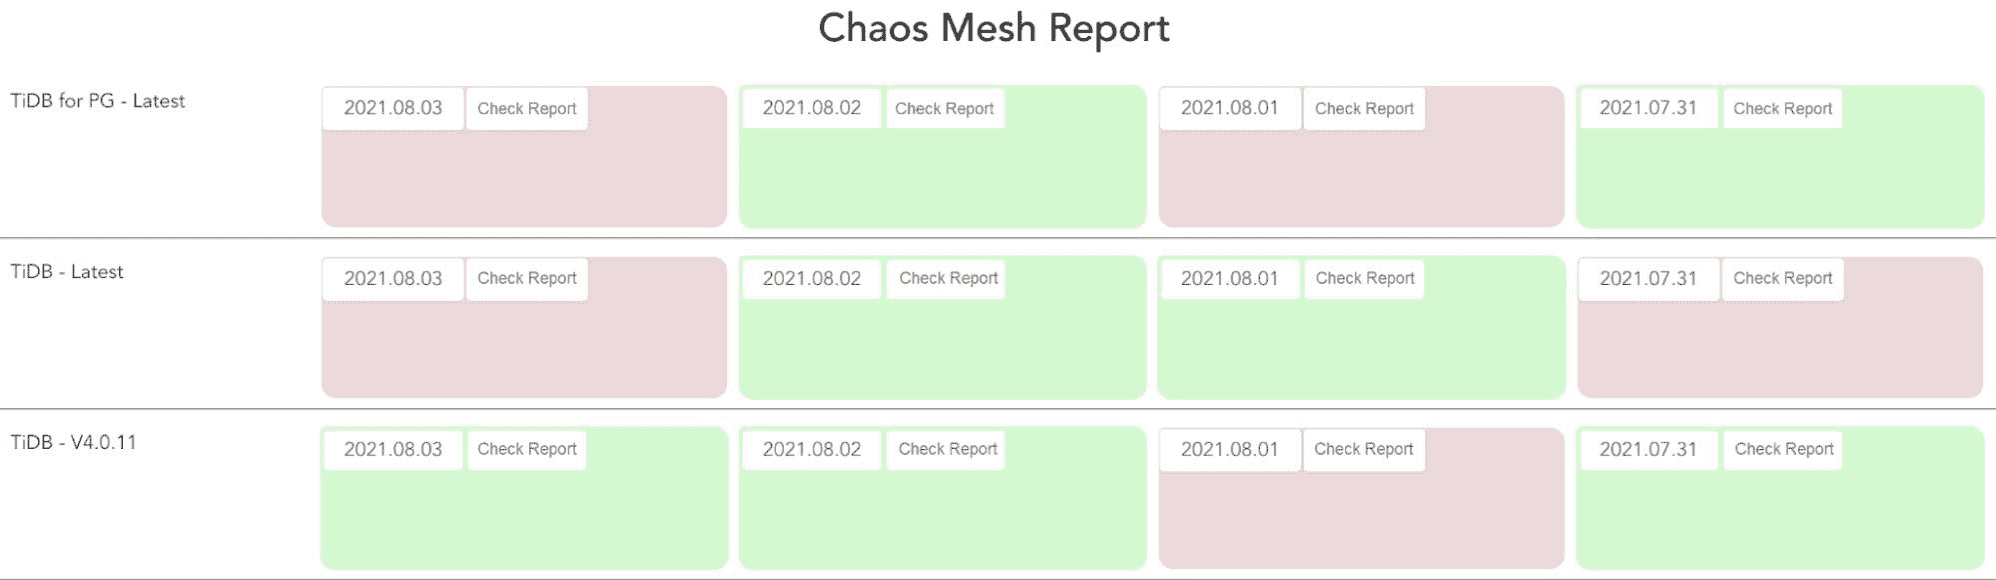 Chaos Mesh Report
TiDB for PG - Latest 2021.08.03 Check Report 2021.08.02 Check Report 2021.08.01 Check Report 2021.07.31 Check Report
TiDB - Latest 2021.08.03 Check Report 2021.08.02 Check Report 2021.08.01 Check Report 2021.07.31 Check Report
TiDB - V4.0.11 2021.08.03 Check Report 2021.08.02 Check Report 2021.08.01 Check Report 2021.07.31 Check Report